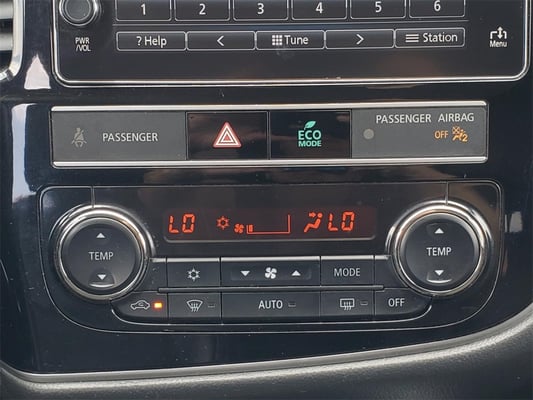 1 2 3 4 5 6
PWR
/VOL
? Help < Tune > Station
Menu
PASSENGER
ECO
MODE
PASSENGER AIRBAG
OFF 2
LO LO
TEMP
TEMP
MODE
AUTO
OFF